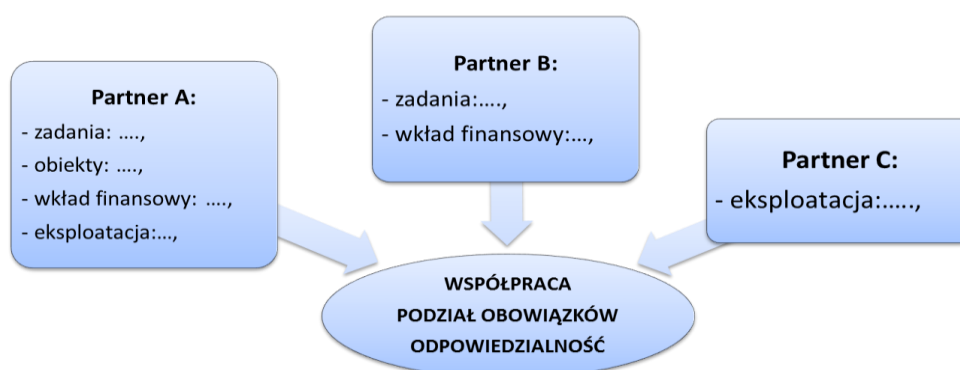 Partner A:
- zadania: ....,
- obiekty: ....,
- wkład finansowy: ....,
- eksploatacja:...,
Partner B:
- zadania:....,
- wkład finansowy:...,
Partner C:
- eksploatacja:.....,
WSPÓŁPRACA
PODZIAŁ OBOWIĄZKÓW
ODPOWIEDZIALNOŚĆ